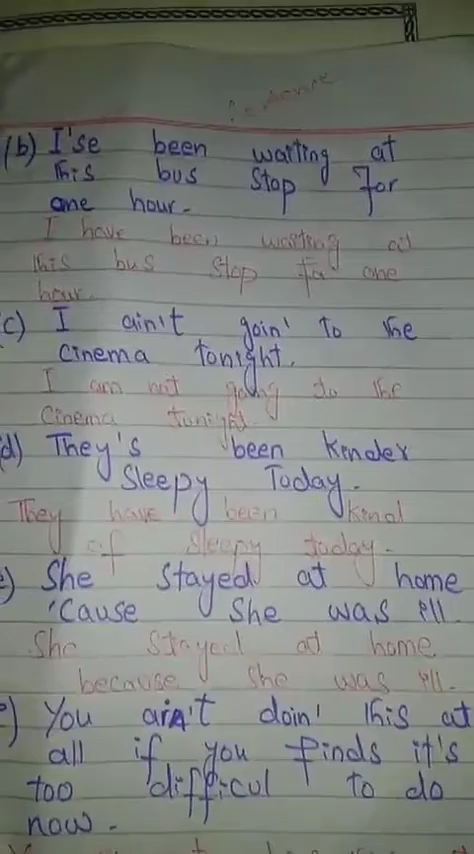 (b) I'se been waiting at
this bus stop for
one hour.
I have been waiting at
this bus stop for one
hour.
c) I ain't goin' to the
cinema tonight.
I am not going to the
cinema tonight.
d) They's been kinder
sleepy Today.
They have been kind
of sleepy today.
e) She stayed at home
'Cause She was ill.
She stayed at home
because she was ill.
You ain't doin' this at
all if you finds it's
too difficul to do
now.